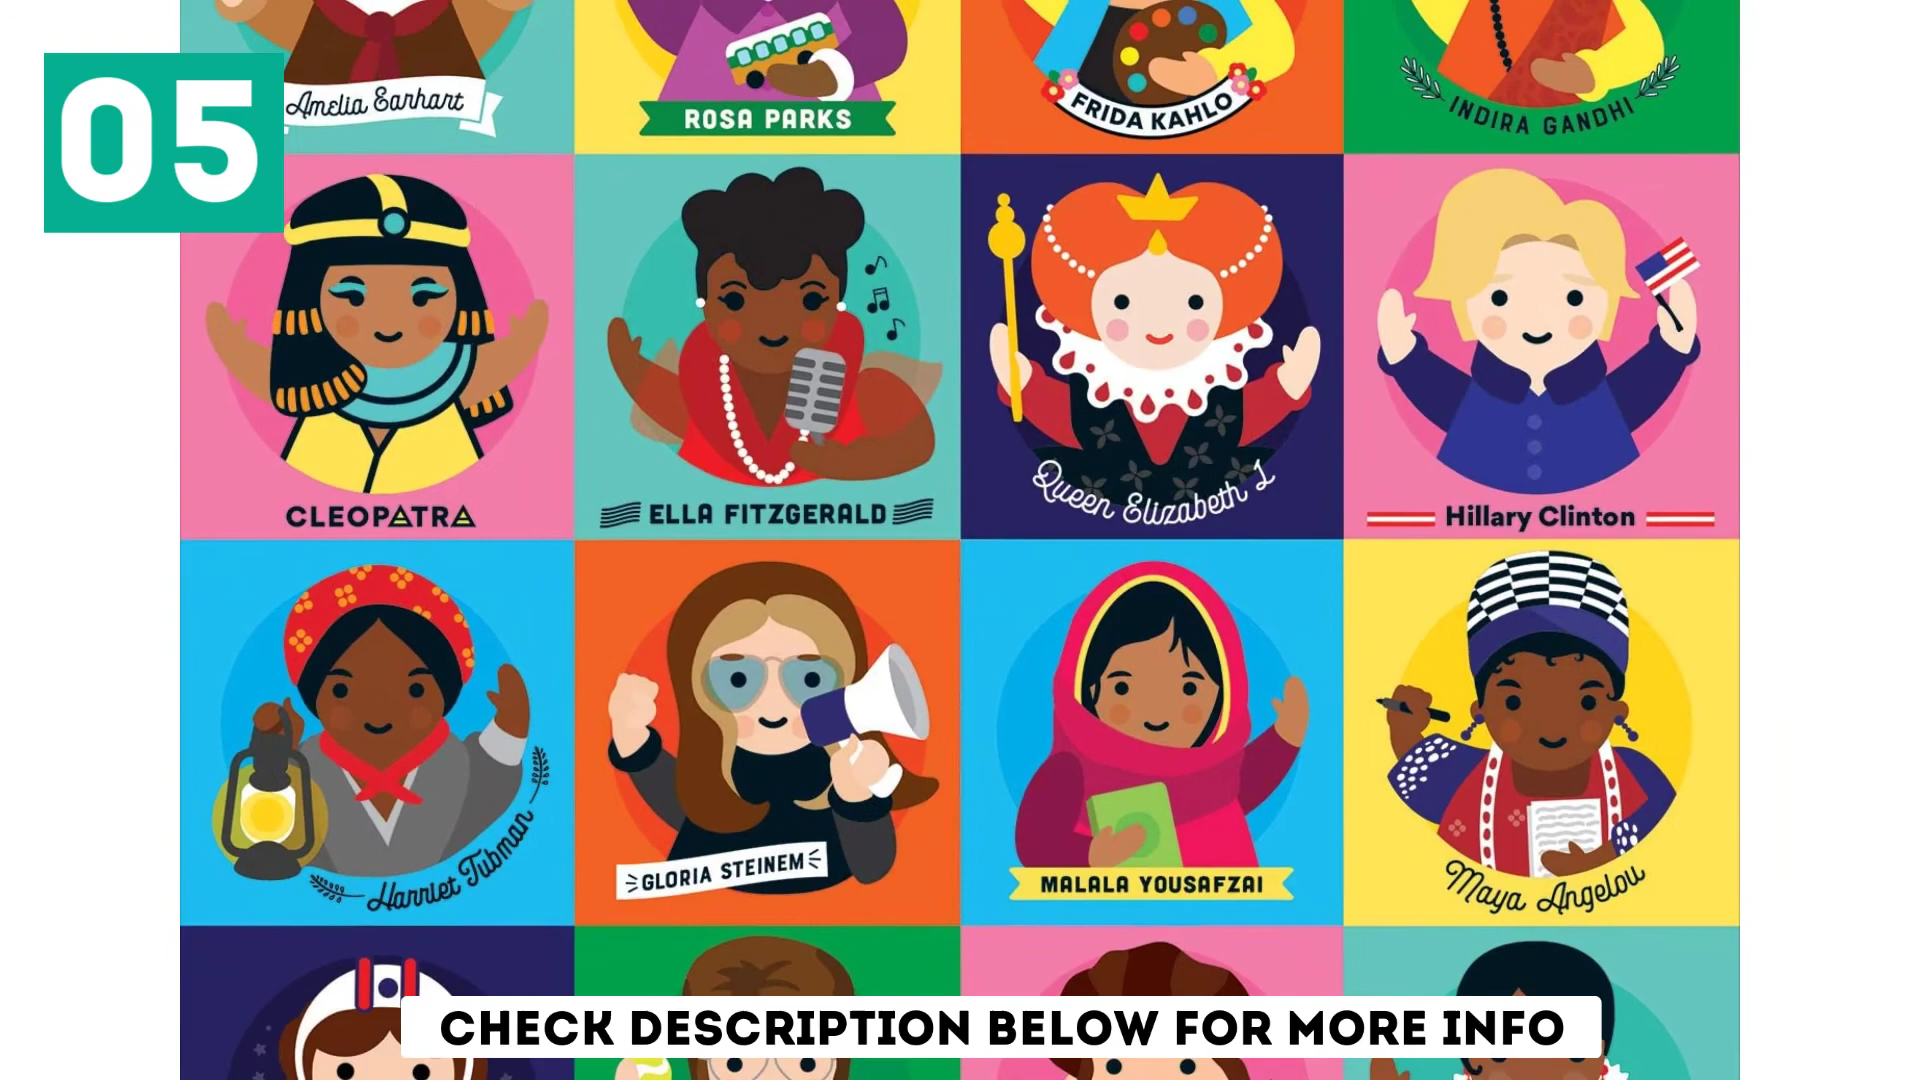 05
Amelia Earhart
ROSA PARKS
FRIDA KAHLO
INDIRA GANDHI
CLEOPATRA
ELLA FITZGERALD
Queen Elizabeth I
Hillary Clinton
Harriet Tubman
GLORIA STEINEM
MALALA YOUSAFZAI
Maya Angelou
CHECK DESCRIPTION BELOW FOR MORE INFO